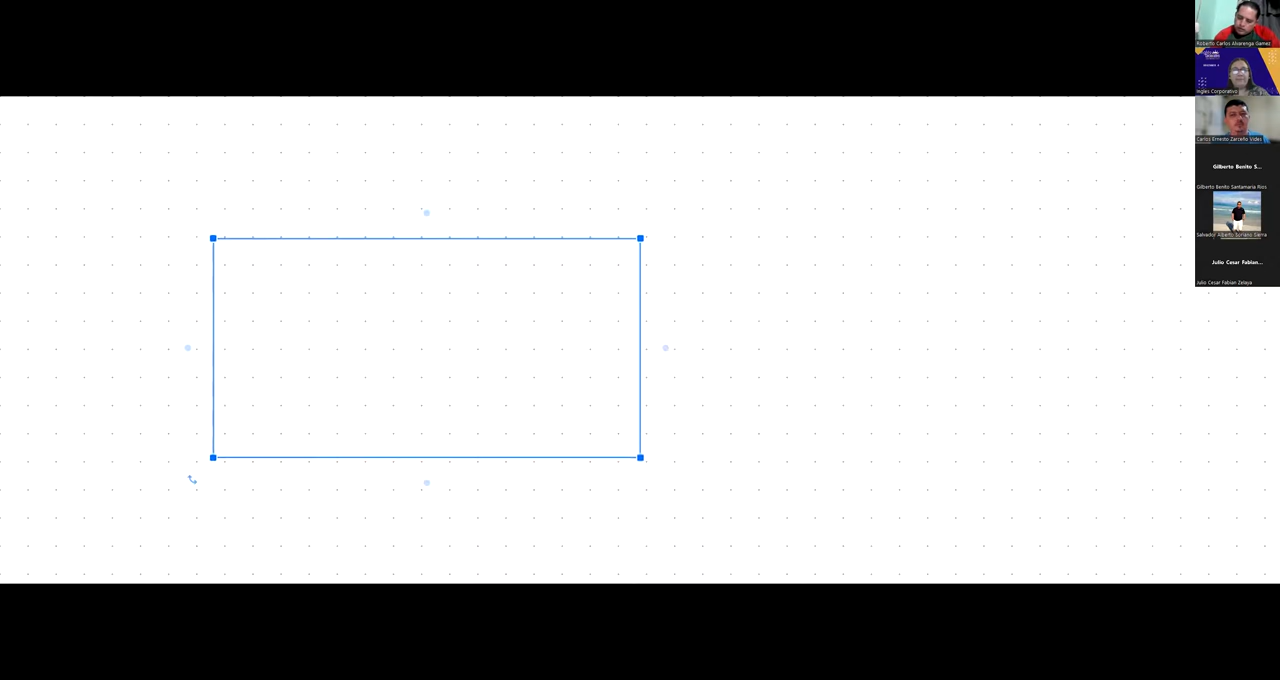 Roberto Carlos Alvarenga Gamez
Ingles Corporativo
Carlos Ernesto Zarceño Vides
Gilberto Benito S...
Gilberto Benito Santamaria Rios
Salvador Alberto Soriano Sierra
Julio Cesar Fabian...
Julio Cesar Fabian Zelaya